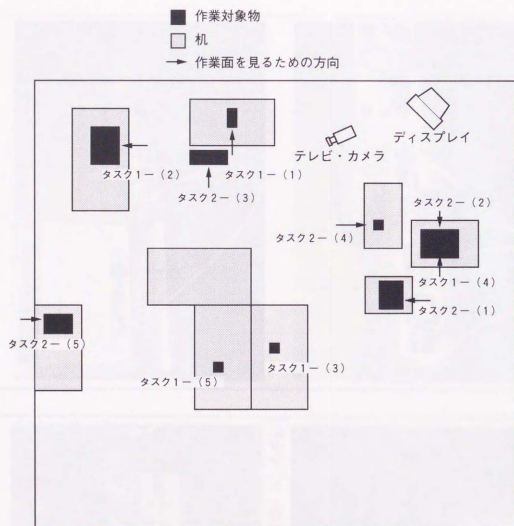 作業対象物
机
作業面を見るための方向
ディスプレイ
テレビ・カメラ
タスク1－（2）
タスク1－（1）
タスク2－（3）
タスク2－（2）
タスク2－（4）
タスク1－（4）
タスク2－（1）
タスク2－（5）
タスク1－（3）
タスク1－（5）